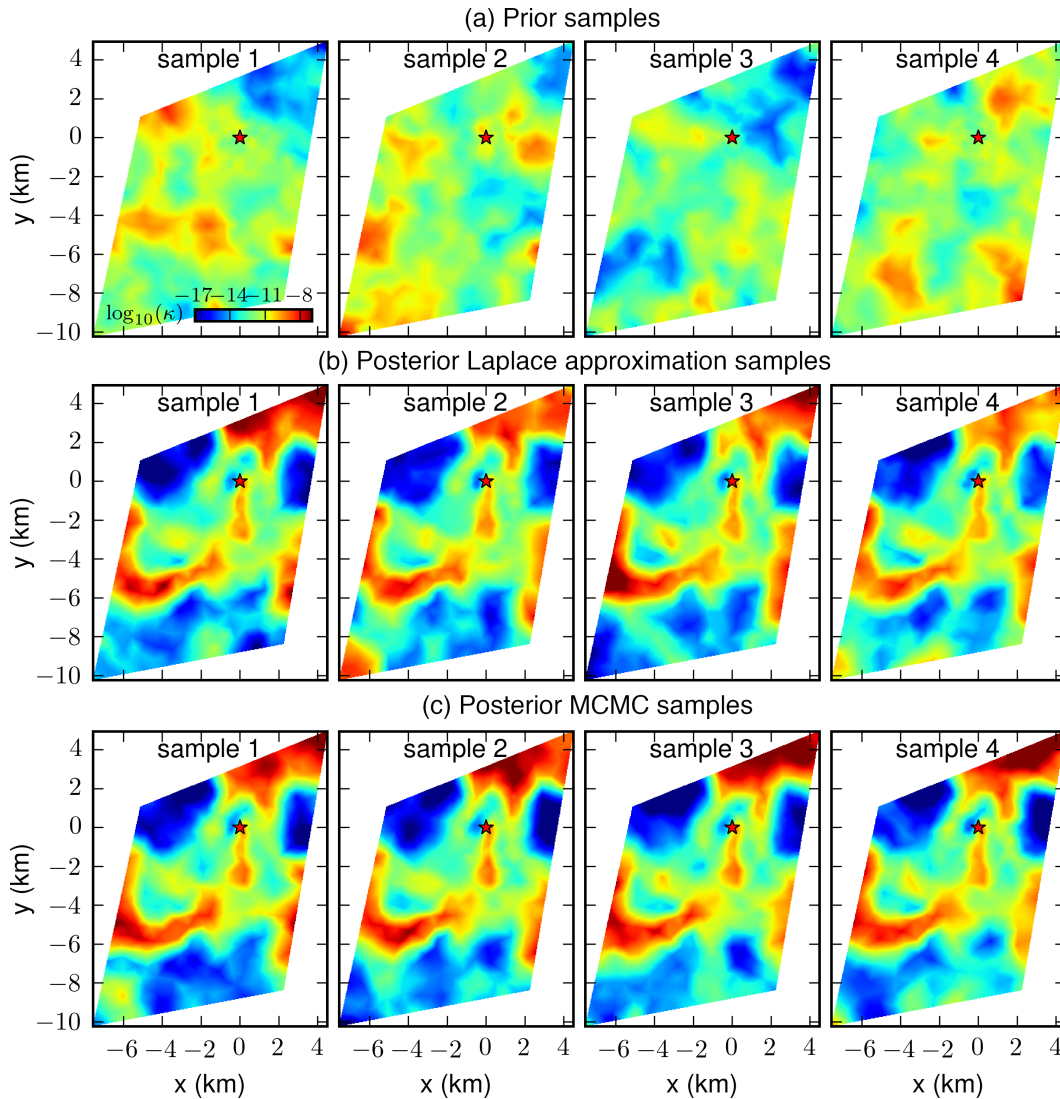 (a) Prior samples
sample 1 sample 2 sample 3 sample 4
4
2
0
−2
−4
−6
−8
−10
y (km)
−17 −14 −11 −8
log10(κ)
(b) Posterior Laplace approximation samples
sample 1 sample 2 sample 3 sample 4
4
2
0
−2
−4
−6
−8
−10
y (km)
(c) Posterior MCMC samples
sample 1 sample 2 sample 3 sample 4
4
2
0
−2
−4
−6
−8
−10
y (km)
−6 −4 −2 0 2 4 −6 −4 −2 0 2 4 −6 −4 −2 0 2 4 −6 −4 −2 0 2 4
x (km) x (km) x (km) x (km)